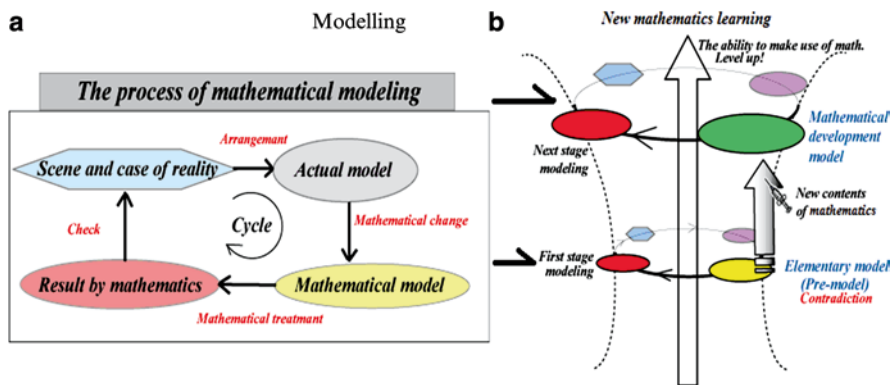 a
Modelling
The process of mathematical modeling
Arrangement
Scene and case of reality
Actual model
Check
Cycle
Mathematical change
Result by mathematics
Mathematical model
Mathematical treatmant
b
New mathematics learning
The ability to make use of math.
Level up!
Mathematical
development
model
Next stage
modeling
New contents
of mathematics
First stage
modeling
Elementary model
(Pre-model)
Contradiction